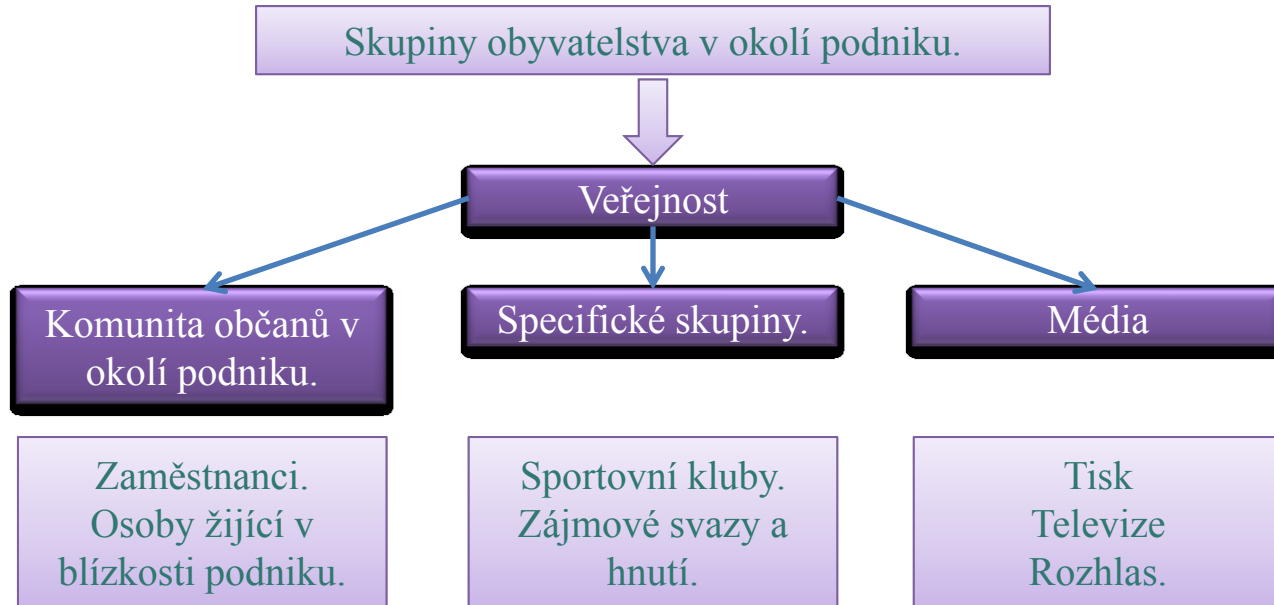 Skupiny obyvatelstva v okolí podniku.
Veřejnost
Komunita občanů v
okolí podniku.
Specifické skupiny.
Média
Zaměstnanci.
Osoby žijící v
blízkosti podniku.
Sportovní kluby.
Zájmové svazy a
hnutí.
Tisk
Televize
Rozhlas.